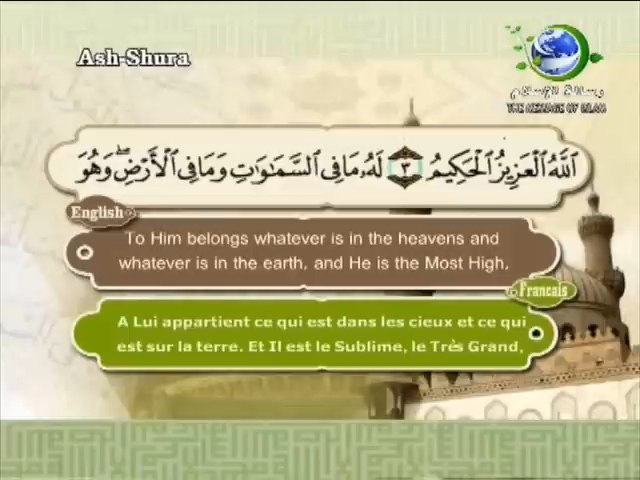 Ash-Shura
رسالة الإسلام
THE MESSAGE OF ISLAM
ٱللَّهُ ٱلْعَزِيزُ ٱلْحَكِيمُ ٣ لَهُۥ مَا فِى ٱلسَّمَـٰوَٰتِ وَمَا فِى ٱلْأَرْضِ ۖ وَهُوَ
English
To Him belongs whatever is in the heavens and
whatever is in the earth, and He is the Most High,
Francais
A Lui appartient ce qui est dans les cieux et ce qui
est sur la terre. Et Il est le Sublime, le Très Grand,